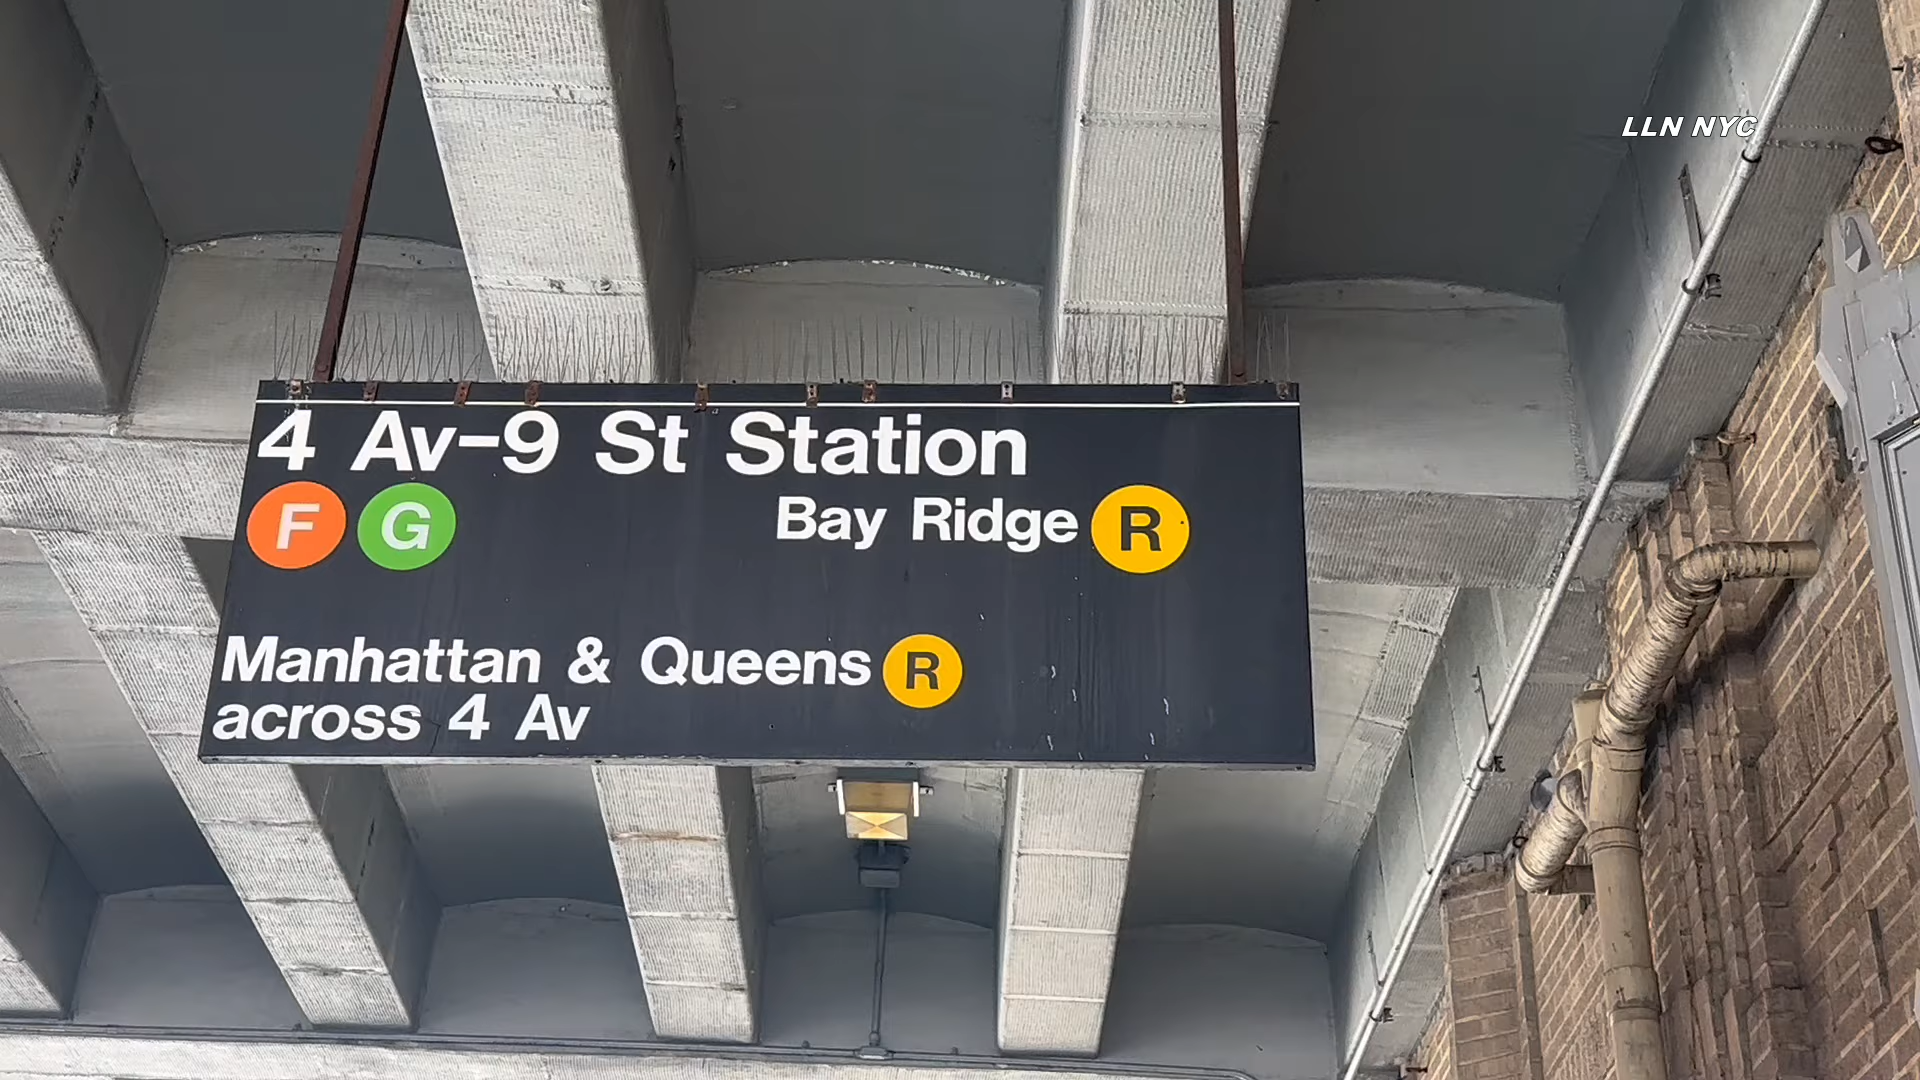 LLN NYC
4 Av-9 St Station
F G Bay Ridge R
Manhattan & Queens R
across 4 Av